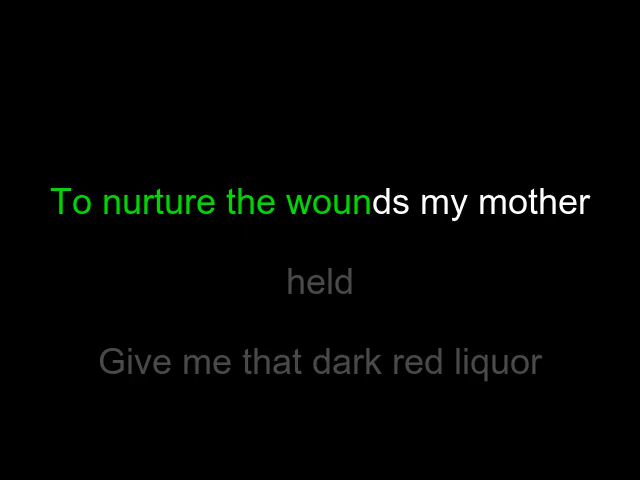 To nurture the wounds my mother
held
Give me that dark red liquor